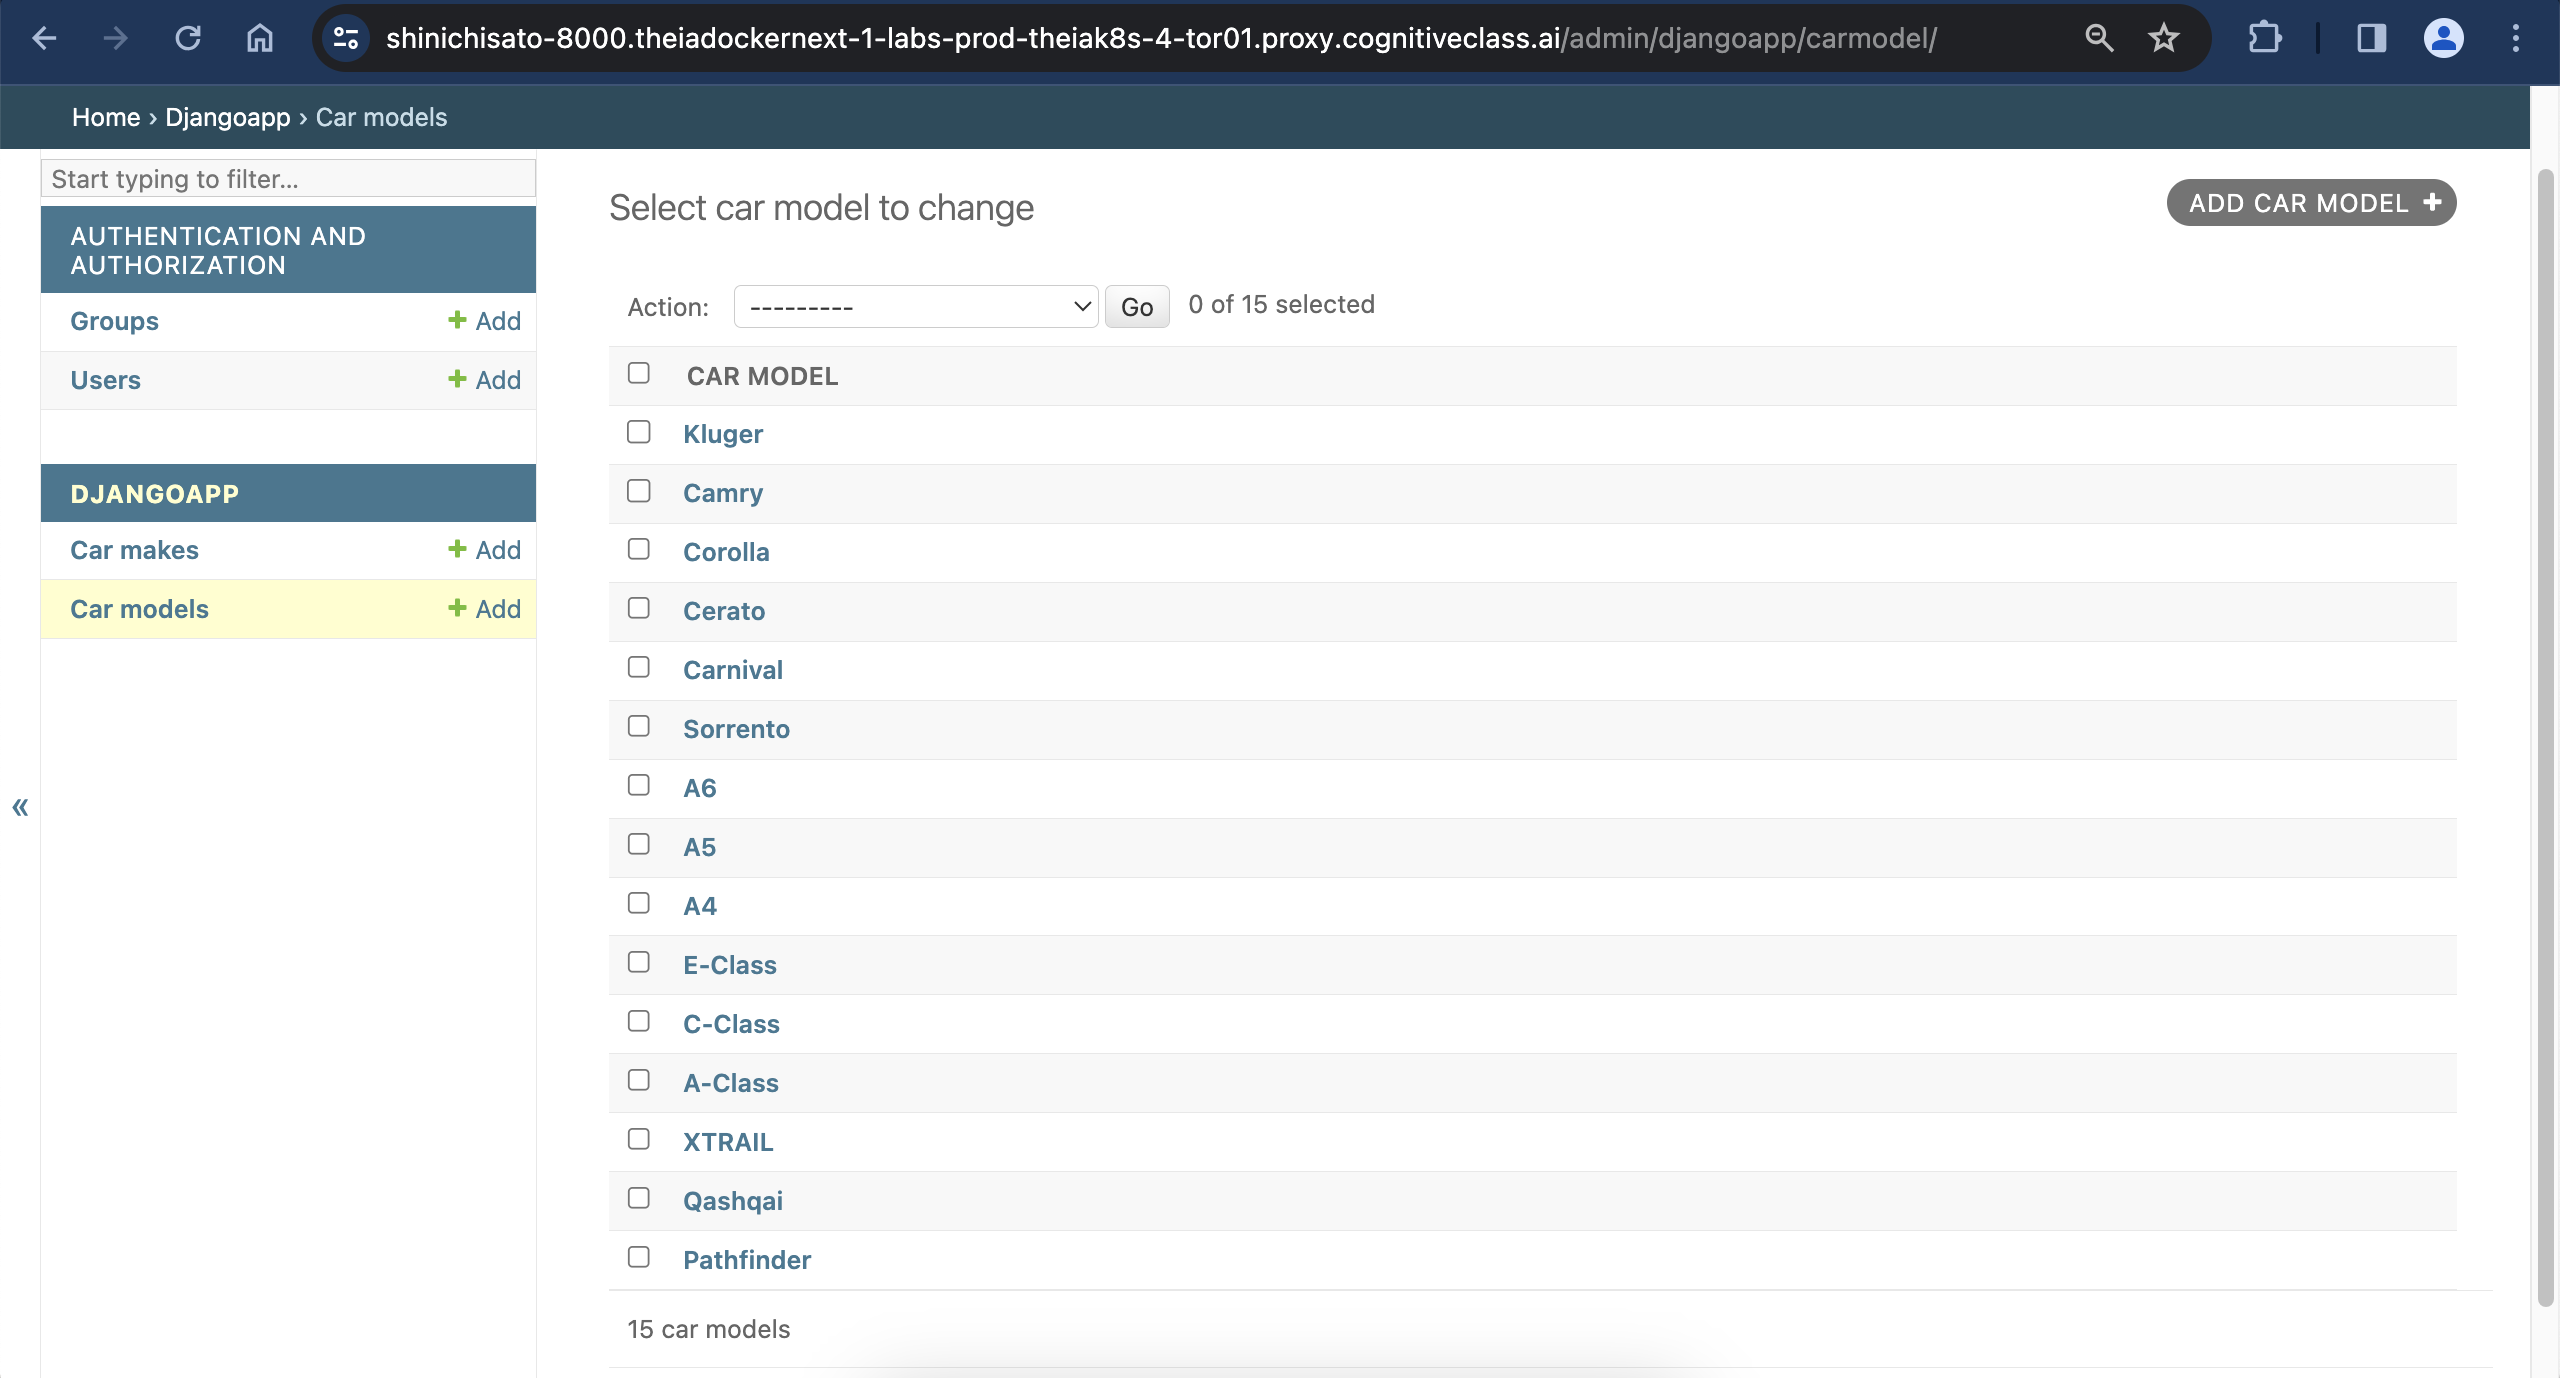 shinichisato-8000.theiadockernext-1-labs-prod-theiak8s-4-tor01.proxy.cognitiveclass.ai/admin/djangoapp/carmodel/
Home › Djangoapp › Car models
Start typing to filter...
AUTHENTICATION AND
AUTHORIZATION
Groups + Add
Users + Add
DJANGOAPP
Car makes + Add
Car models + Add
«
Select car model to change
ADD CAR MODEL +
Action: --------- Go 0 of 15 selected
CAR MODEL
Kluger
Camry
Corolla
Cerato
Carnival
Sorrento
A6
A5
A4
E-Class
C-Class
A-Class
XTRAIL
Qashqai
Pathfinder
15 car models